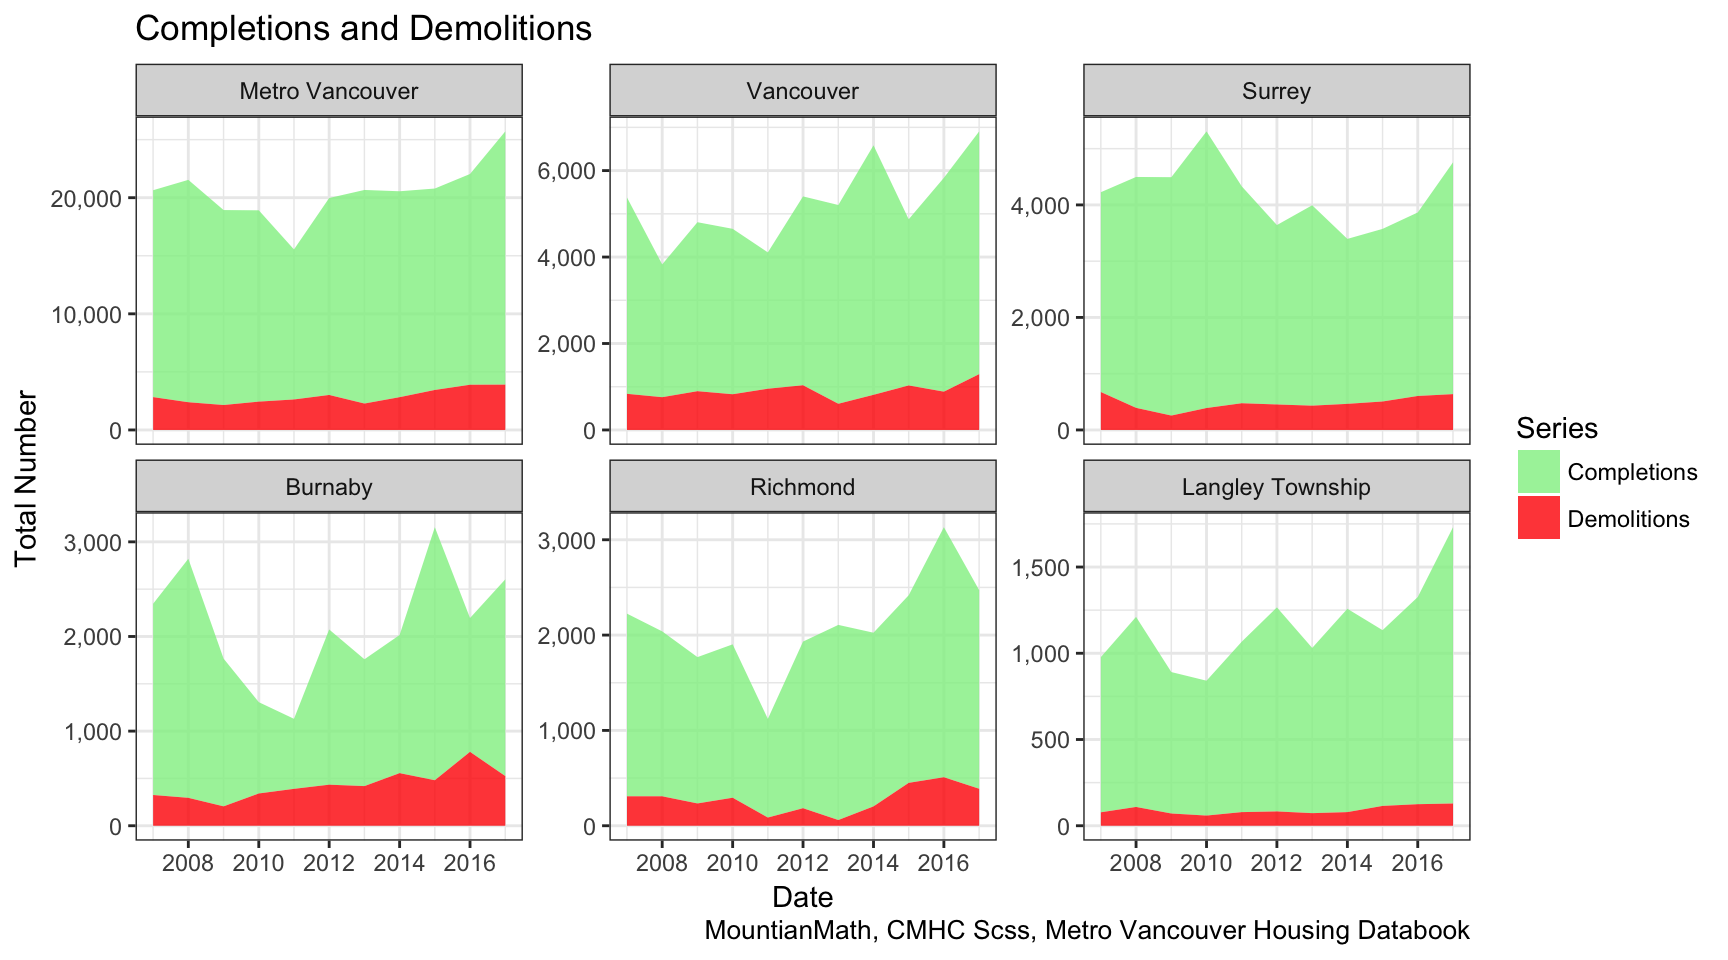 Completions and Demolitions
Metro Vancouver
Vancouver
Surrey
20,000
10,000
0
6,000
4,000
2,000
0
4,000
2,000
0
Total Number
Burnaby
Richmond
Langley Township
3,000
2,000
1,000
0
3,000
2,000
1,000
0
1,500
1,000
500
0
2008 2010 2012 2014 2016
2008 2010 2012 2014 2016
2008 2010 2012 2014 2016
Date
MountianMath, CMHC Scss, Metro Vancouver Housing Databook
Series
Completions
Demolitions